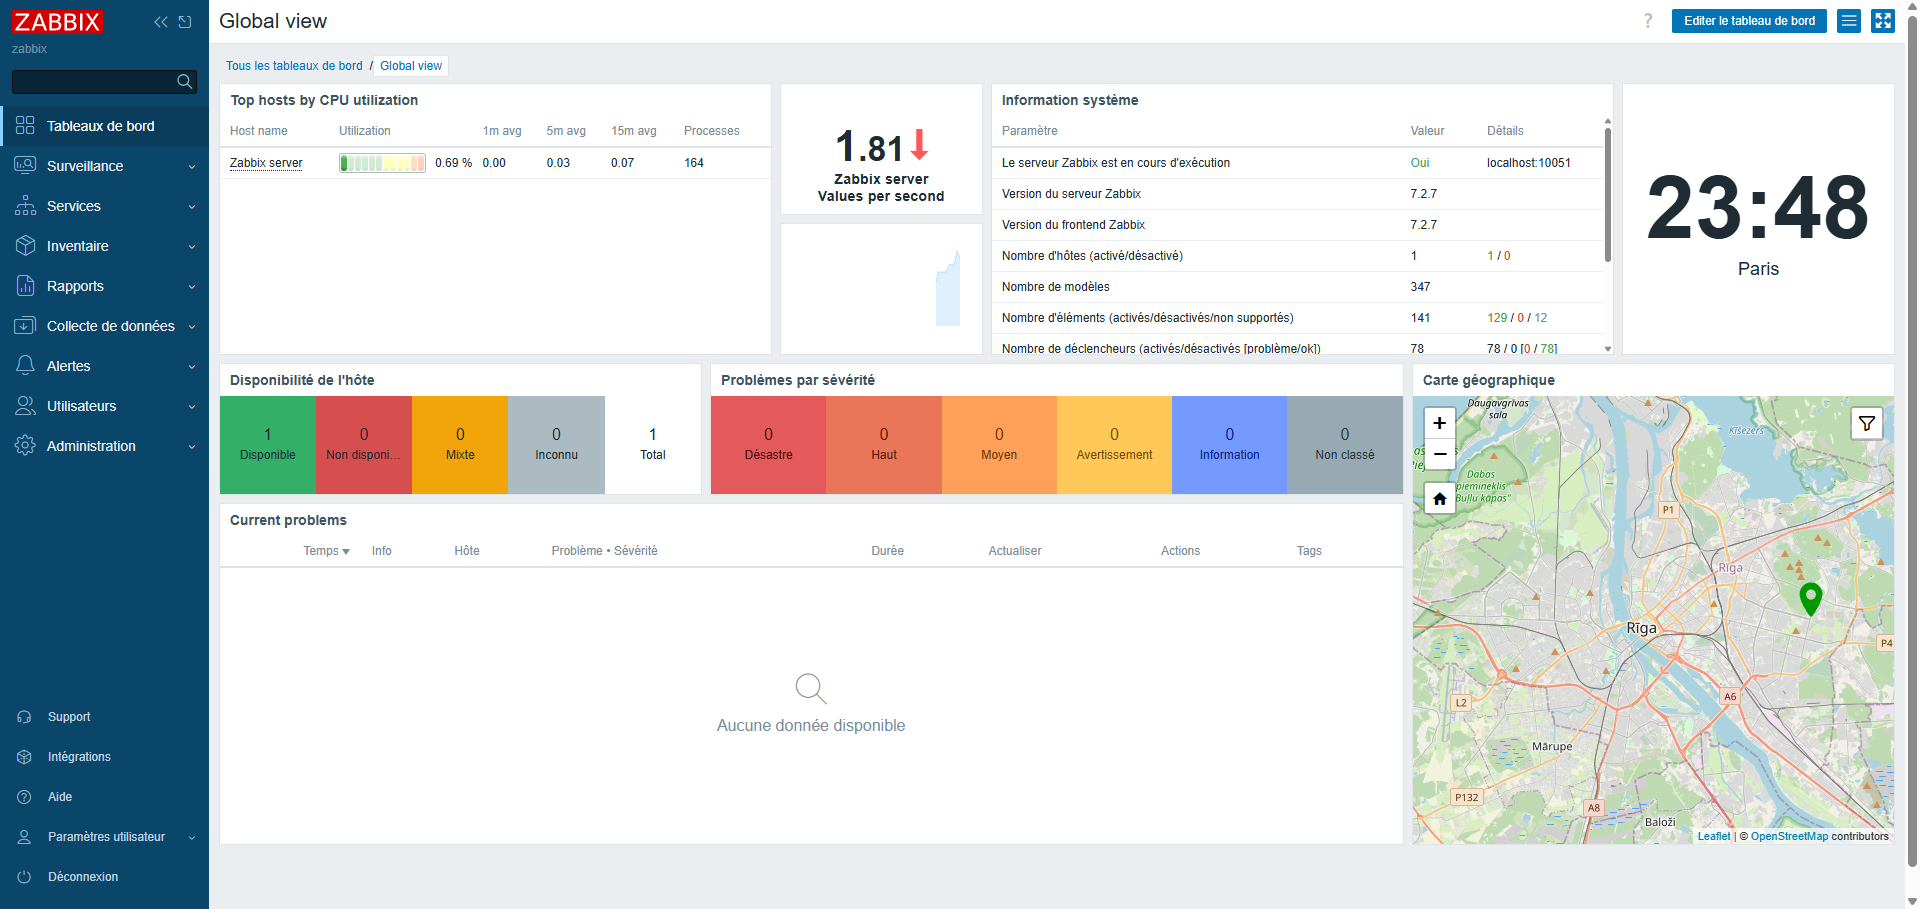 ZABBIX
zabbix
Tableaux de bord
Surveillance
Services
Inventaire
Rapports
Collecte de données
Alertes
Utilisateurs
Administration
Support
Intégrations
Aide
Paramètres utilisateur
Déconnexion
Global view
? Editer le tableau de bord
Tous les tableaux de bord / Global view
Top hosts by CPU utilization
Host name Utilization 1m avg 5m avg 15m avg Processes
Zabbix server 0.69 % 0.00 0.03 0.07 164
1.81
Zabbix server
Values per second
Information système
Paramètre Valeur Détails
Le serveur Zabbix est en cours d'exécution Oui localhost:10051
Version du serveur Zabbix 7.2.7
Version du frontend Zabbix 7.2.7
Nombre d'hôtes (activé/désactivé) 1 1 / 0
Nombre de modèles 347
Nombre d'éléments (activés/désactivés/non supportés) 141 129 / 0 / 12
Nombre de déclencheurs (activés/désactivés [problème/ok]) 78 78 / 0 [0 / 78]
23:48
Paris
Disponibilité de l'hôte
1 0 0 0 1
Disponible Non disponi... Mixte Inconnu Total
Problèmes par sévérité
0 0 0 0 0 0
Désastre Haut Moyen Avertissement Information Non classé
Current problems
Temps Info Hôte Problème • Sévérité Durée Actualiser Actions Tags
Aucune donnée disponible
Carte géographique
+
−
Daugavgrīvas
sala
Ķīšezers
Dabas
piemineklis
"Buļļu kāpas"
P1
Rīga
Rīga
P4
A6
L2
Mārupe
P132
A8
Baloži
Leaflet | © OpenStreetMap contributors